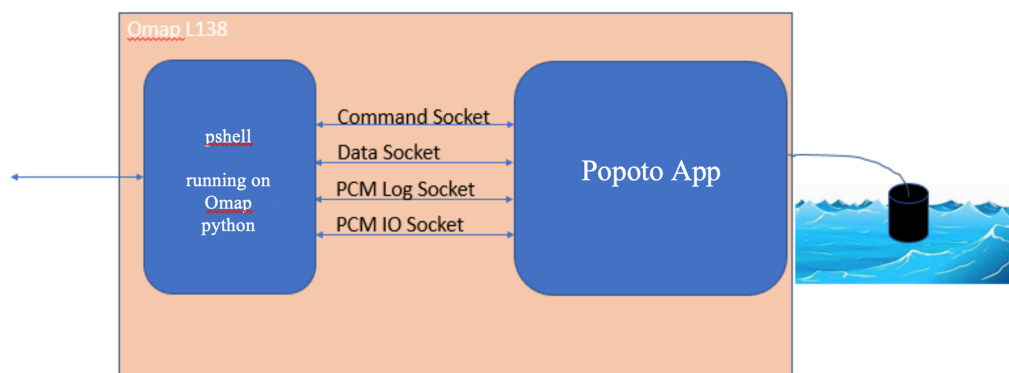 Omap L138
pshell
running on
Omap
python
Command Socket
Data Socket
PCM Log Socket
PCM IO Socket
Popoto App